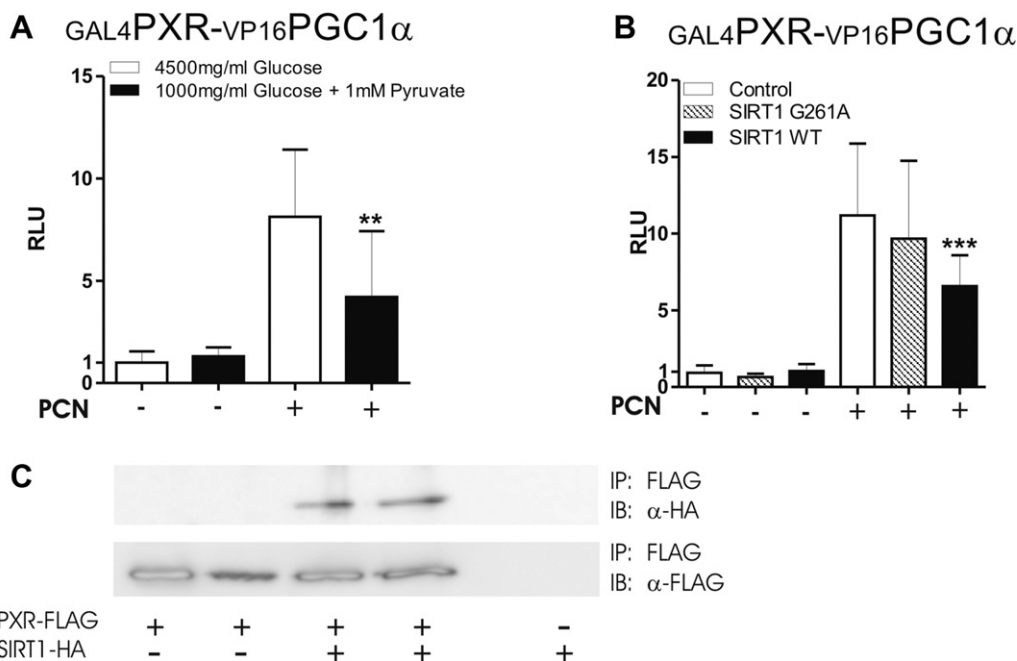 A
GAL4PXR-VP16PGC1α
4500mg/ml Glucose
1000mg/ml Glucose + 1mM Pyruvate
15
10
5
1
0
RLU
**
PCN - - + +
B
GAL4PXR-VP16PGC1α
Control
SIRT1 G261A
SIRT1 WT
20
15
10
5
1
0
RLU
***
PCN - - - + + +
C
IP: FLAG
IB: α-HA
IP: FLAG
IB: α-FLAG
PXR-FLAG + + + + -
SIRT1-HA - - + + +